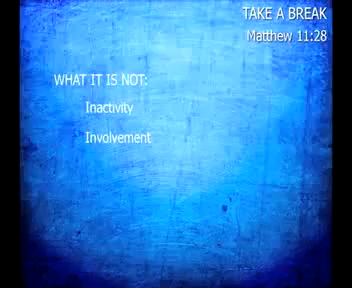 TAKE A BREAK
Matthew 11:28
WHAT IT IS NOT:
Inactivity
Involvement